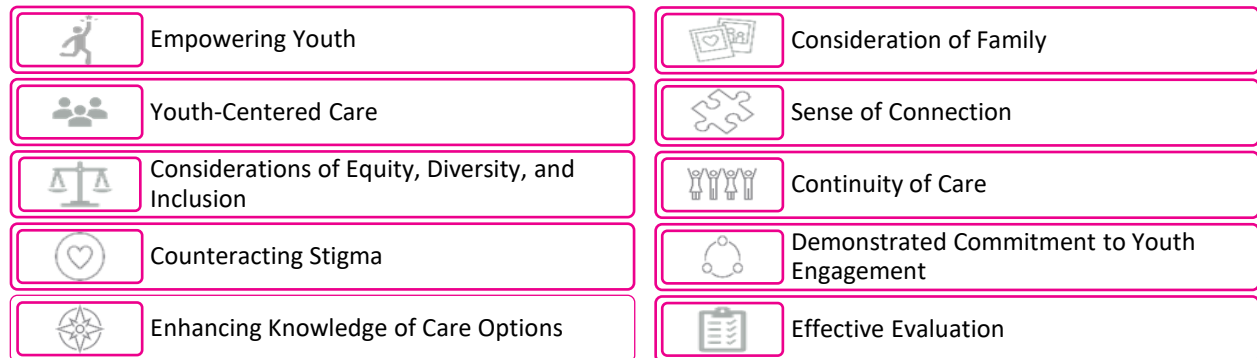 Empowering Youth
Youth-Centered Care
Considerations of Equity, Diversity, and
Inclusion
Counteracting Stigma
Enhancing Knowledge of Care Options
Consideration of Family
Sense of Connection
Continuity of Care
Demonstrated Commitment to Youth
Engagement
Effective Evaluation